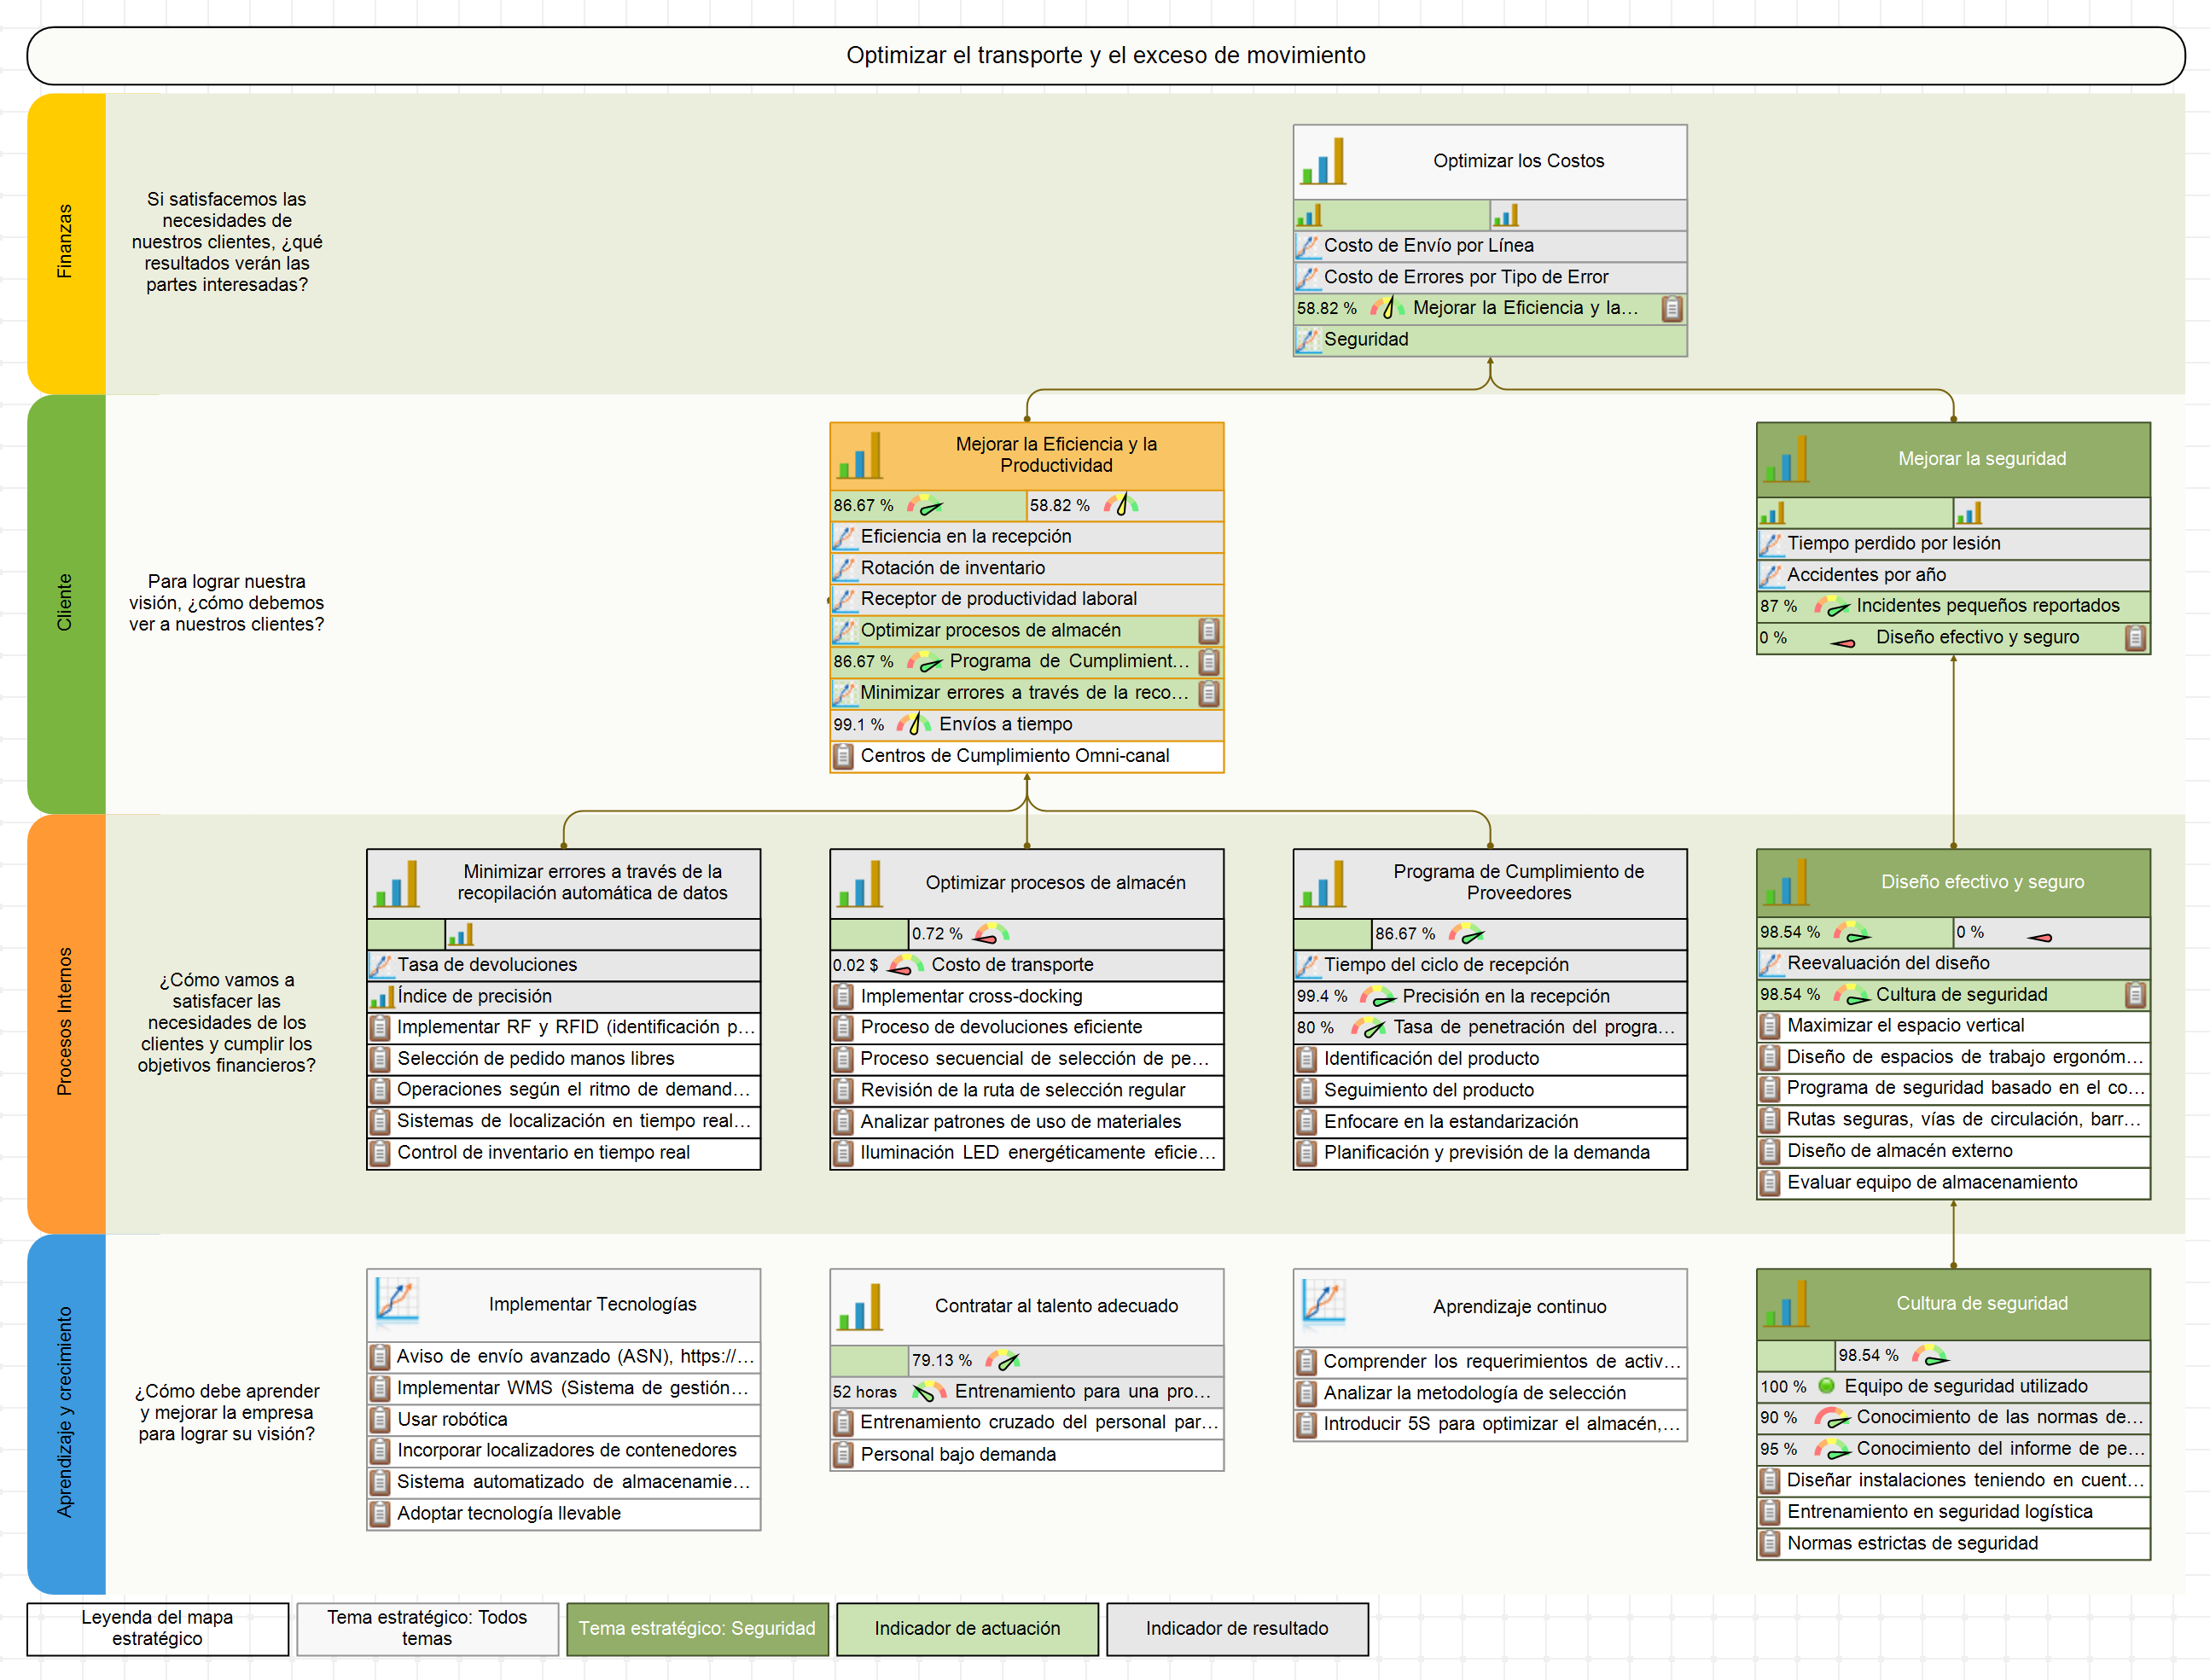 Optimizar el transporte y el exceso de movimiento
Finanzas
Si satisfacemos las
necesidades de
nuestros clientes, ¿qué
resultados verán las
partes interesadas?
Optimizar los Costos
Costo de Envío por Línea
Costo de Errores por Tipo de Error
58.82 % Mejorar la Eficiencia y la...
Seguridad
Cliente
Para lograr nuestra
visión, ¿cómo debemos
ver a nuestros clientes?
Mejorar la Eficiencia y la
Productividad
86.67 % 58.82 %
Eficiencia en la recepción
Rotación de inventario
Receptor de productividad laboral
Optimizar procesos de almacén
86.67 % Programa de Cumplimient...
Minimizar errores a través de la reco...
99.1 % Envíos a tiempo
Centros de Cumplimiento Omni-canal
Mejorar la seguridad
Tiempo perdido por lesión
Accidentes por año
87 % Incidentes pequeños reportados
0 % Diseño efectivo y seguro
Procesos Internos
¿Cómo vamos a
satisfacer las
necesidades de los
clientes y cumplir los
objetivos financieros?
Minimizar errores a través de la
recopilación automática de datos
Tasa de devoluciones
Índice de precisión
Implementar RF y RFID (identificación p...
Selección de pedido manos libres
Operaciones según el ritmo de demand...
Sistemas de localización en tiempo real...
Control de inventario en tiempo real
Optimizar procesos de almacén
0.72 %
0.02 $ Costo de transporte
Implementar cross-docking
Proceso de devoluciones eficiente
Proceso secuencial de selección de pe...
Revisión de la ruta de selección regular
Analizar patrones de uso de materiales
Iluminación LED energéticamente eficie...
Programa de Cumplimiento de
Proveedores
86.67 %
Tiempo del ciclo de recepción
99.4 % Precisión en la recepción
80 % Tasa de penetración del progra...
Identificación del producto
Seguimiento del producto
Enfocare en la estandarización
Planificación y previsión de la demanda
Diseño efectivo y seguro
98.54 % 0 %
Reevaluación del diseño
98.54 % Cultura de seguridad
Maximizar el espacio vertical
Diseño de espacios de trabajo ergonóm...
Programa de seguridad basado en el co...
Rutas seguras, vías de circulación, barr...
Diseño de almacén externo
Evaluar equipo de almacenamiento
Aprendizaje y crecimiento
¿Cómo debe aprender
y mejorar la empresa
para lograr su visión?
Implementar Tecnologías
Aviso de envío avanzado (ASN), https://...
Implementar WMS (Sistema de gestión...
Usar robótica
Incorporar localizadores de contenedores
Sistema automatizado de almacenamie...
Adoptar tecnología llevable
Contratar al talento adecuado
79.13 %
52 horas Entrenamiento para una pro...
Entrenamiento cruzado del personal par...
Personal bajo demanda
Aprendizaje continuo
Comprender los requerimientos de activ...
Analizar la metodología de selección
Introducir 5S para optimizar el almacén,...
Cultura de seguridad
98.54 %
100 % Equipo de seguridad utilizado
90 % Conocimiento de las normas de...
95 % Conocimiento del informe de pe...
Diseñar instalaciones teniendo en cuent...
Entrenamiento en seguridad logística
Normas estrictas de seguridad
Leyenda del mapa
estratégico
Tema estratégico: Todos
temas
Tema estratégico: Seguridad
Indicador de actuación
Indicador de resultado